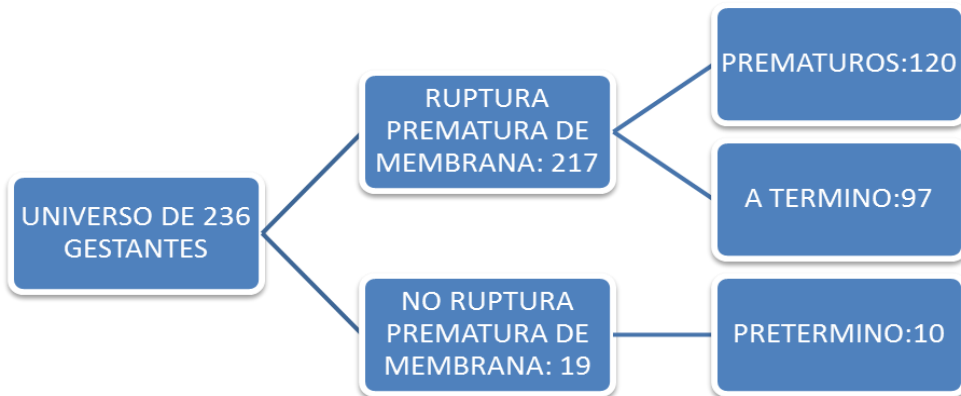 UNIVERSO DE 236
GESTANTES
RUPTURA
PREMATURA DE
MEMBRANA: 217
PREMATUROS:120
A TERMINO:97
NO RUPTURA
PREMATURA DE
MEMBRANA: 19
PRETERMINO:10